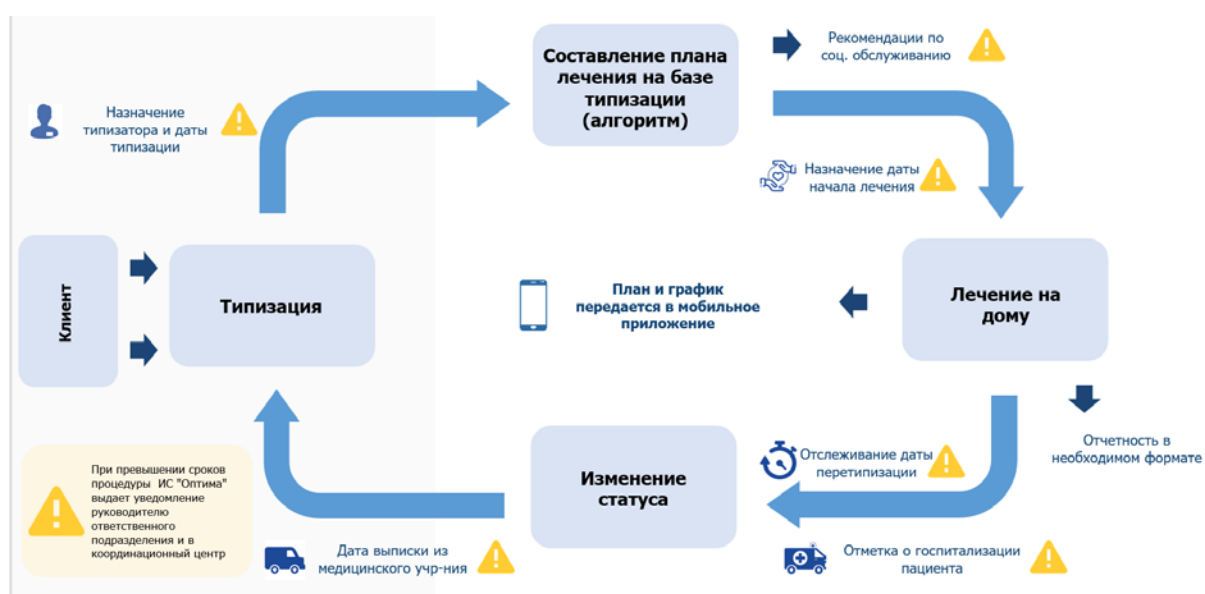 Составление плана
лечения на базе
типизации
(алгоритм)
Рекомендации по
соц. обслуживанию
Назначение
типизатора и даты
типизации
Назначение даты
начала лечения
Клиент
Типизация
План и график
передается в мобильное
приложение
Лечение на
дому
При превышении сроков
процедуры ИС "Оптима"
выдает уведомление
руководителю
ответственного
подразделения и в
координационный центр
Изменение
статуса
Отслеживание даты
перетипизации
Отчетность в
необходимом формате
Дата выписки из
медицинского учр-ния
Отметка о госпитализации
пациента